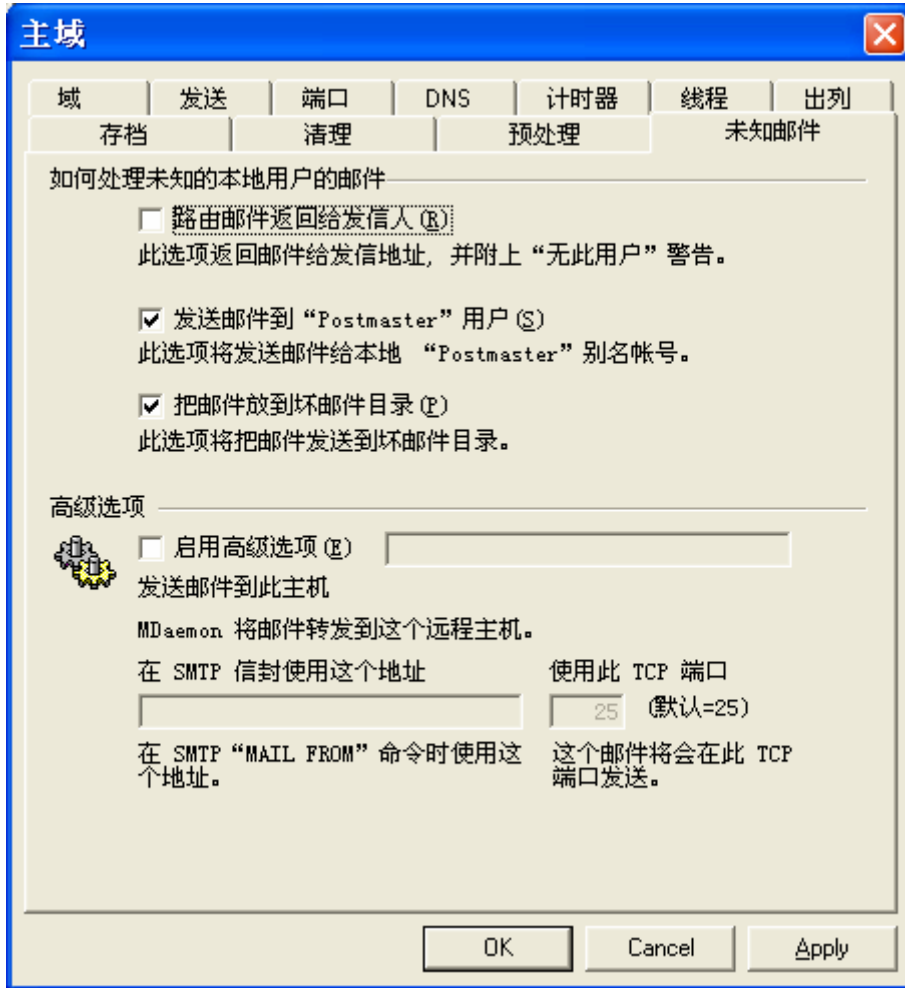 主域
域 发送 端口 DNS 计时器 线程 出列
存档 清理 预处理 未知邮件
如何处理未知的本地用户的邮件
路由邮件返回给发信人(R)
此选项返回邮件给发信地址, 并附上“无此用户”警告。
发送邮件到“Postmaster”用户(S)
此选项将发送邮件给本地 “Postmaster”别名帐号。
把邮件放到坏邮件目录(P)
此选项将把邮件发送到坏邮件目录。
高级选项
启用高级选项(E)
发送邮件到此主机
MDaemon 将邮件转发到这个远程主机。
在 SMTP 信封使用这个地址 使用此 TCP 端口
25 (默认=25)
在 SMTP“MAIL FROM”命令时使用这
个地址。
这个邮件将会在此 TCP
端口发送。
OK Cancel Apply